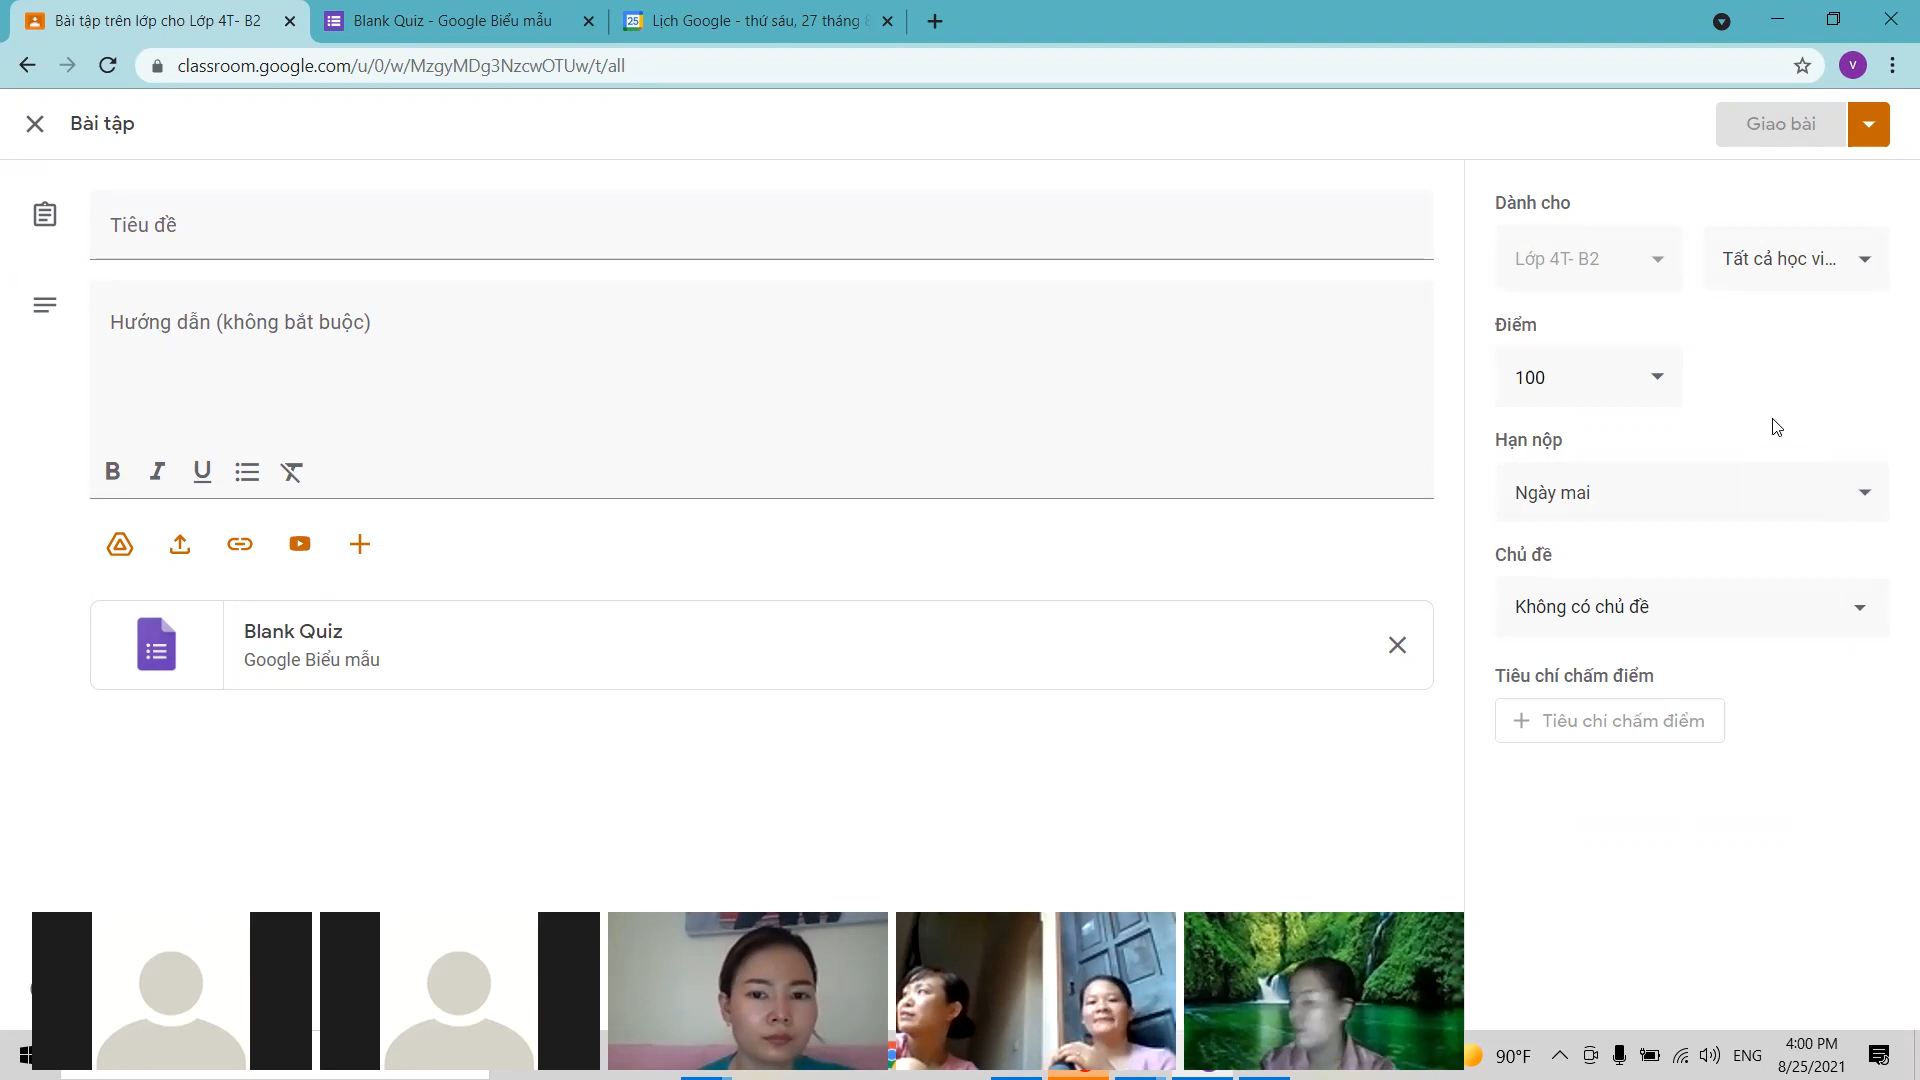 Bài tập trên lớp cho Lớp 4T- B2
Blank Quiz - Google Biểu mẫu
25
Lịch Google - thứ sáu, 27 tháng 8
classroom.google.com/u/0/w/MzgyMDg3NzcwOTUw/t/all
V
Bài tập
Giao bài
Tiêu đề
Hướng dẫn (không bắt buộc)
B I U
Blank Quiz
Google Biểu mẫu
Dành cho
Lớp 4T- B2
Tất cả học vi...
Điểm
100
Hạn nộp
Ngày mai
Chủ đề
Không có chủ đề
Tiêu chí chấm điểm
Tiêu chí chấm điểm
90°F
ENG
4:00 PM
8/25/2021